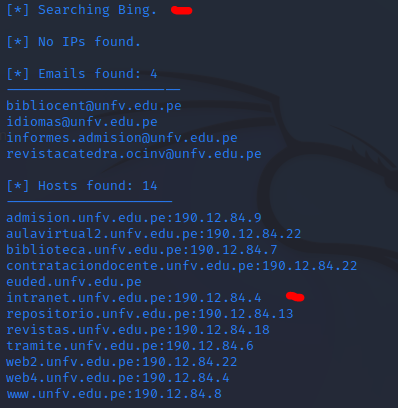 [*] Searching Bing.
[*] No IPs found.
[*] Emails found: 4
----------------------
bibliocent@unfv.edu.pe
idiomas@unfv.edu.pe
informes.admision@unfv.edu.pe
revistacatedra.ocinv@unfv.edu.pe
[*] Hosts found: 14
---------------------
admision.unfv.edu.pe:190.12.84.9
aulavirtual2.unfv.edu.pe:190.12.84.22
biblioteca.unfv.edu.pe:190.12.84.7
contrataciondocente.unfv.edu.pe:190.12.84.22
euded.unfv.edu.pe
intranet.unfv.edu.pe:190.12.84.4
repositorio.unfv.edu.pe:190.12.84.13
revistas.unfv.edu.pe:190.12.84.18
tramite.unfv.edu.pe:190.12.84.6
web2.unfv.edu.pe:190.12.84.22
web4.unfv.edu.pe:190.12.84.4
www.unfv.edu.pe:190.12.84.8